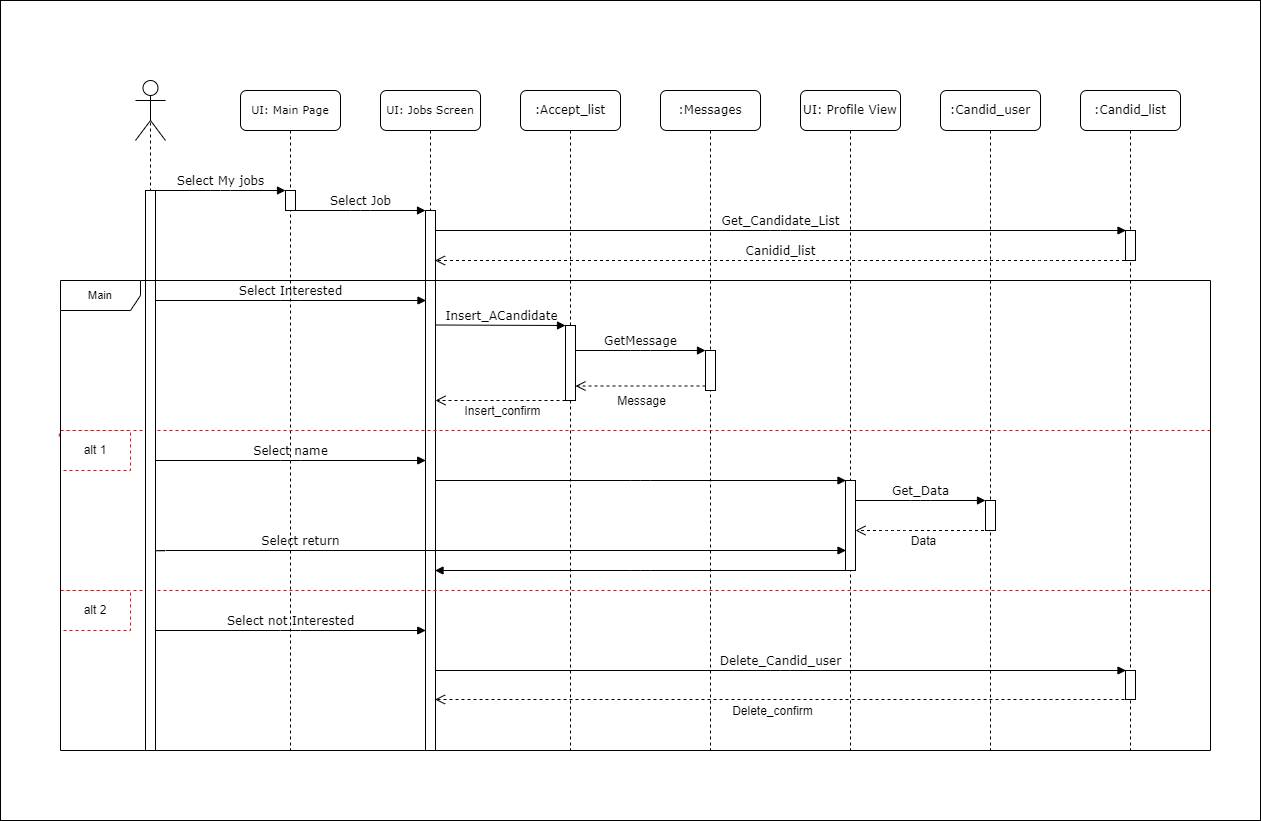 UI: Main Page
UI: Jobs Screen
:Accept_list
:Messages
UI: Profile View
:Candid_user
:Candid_list
Select My jobs
Select Job
Get_Candidate_List
Canidid_list
Main
Select Interested
Insert_ACandidate
GetMessage
Message
Insert_confirm
alt 1
Select name
Get_Data
Data
Select return
alt 2
Select not Interested
Delete_Candid_user
Delete_confirm